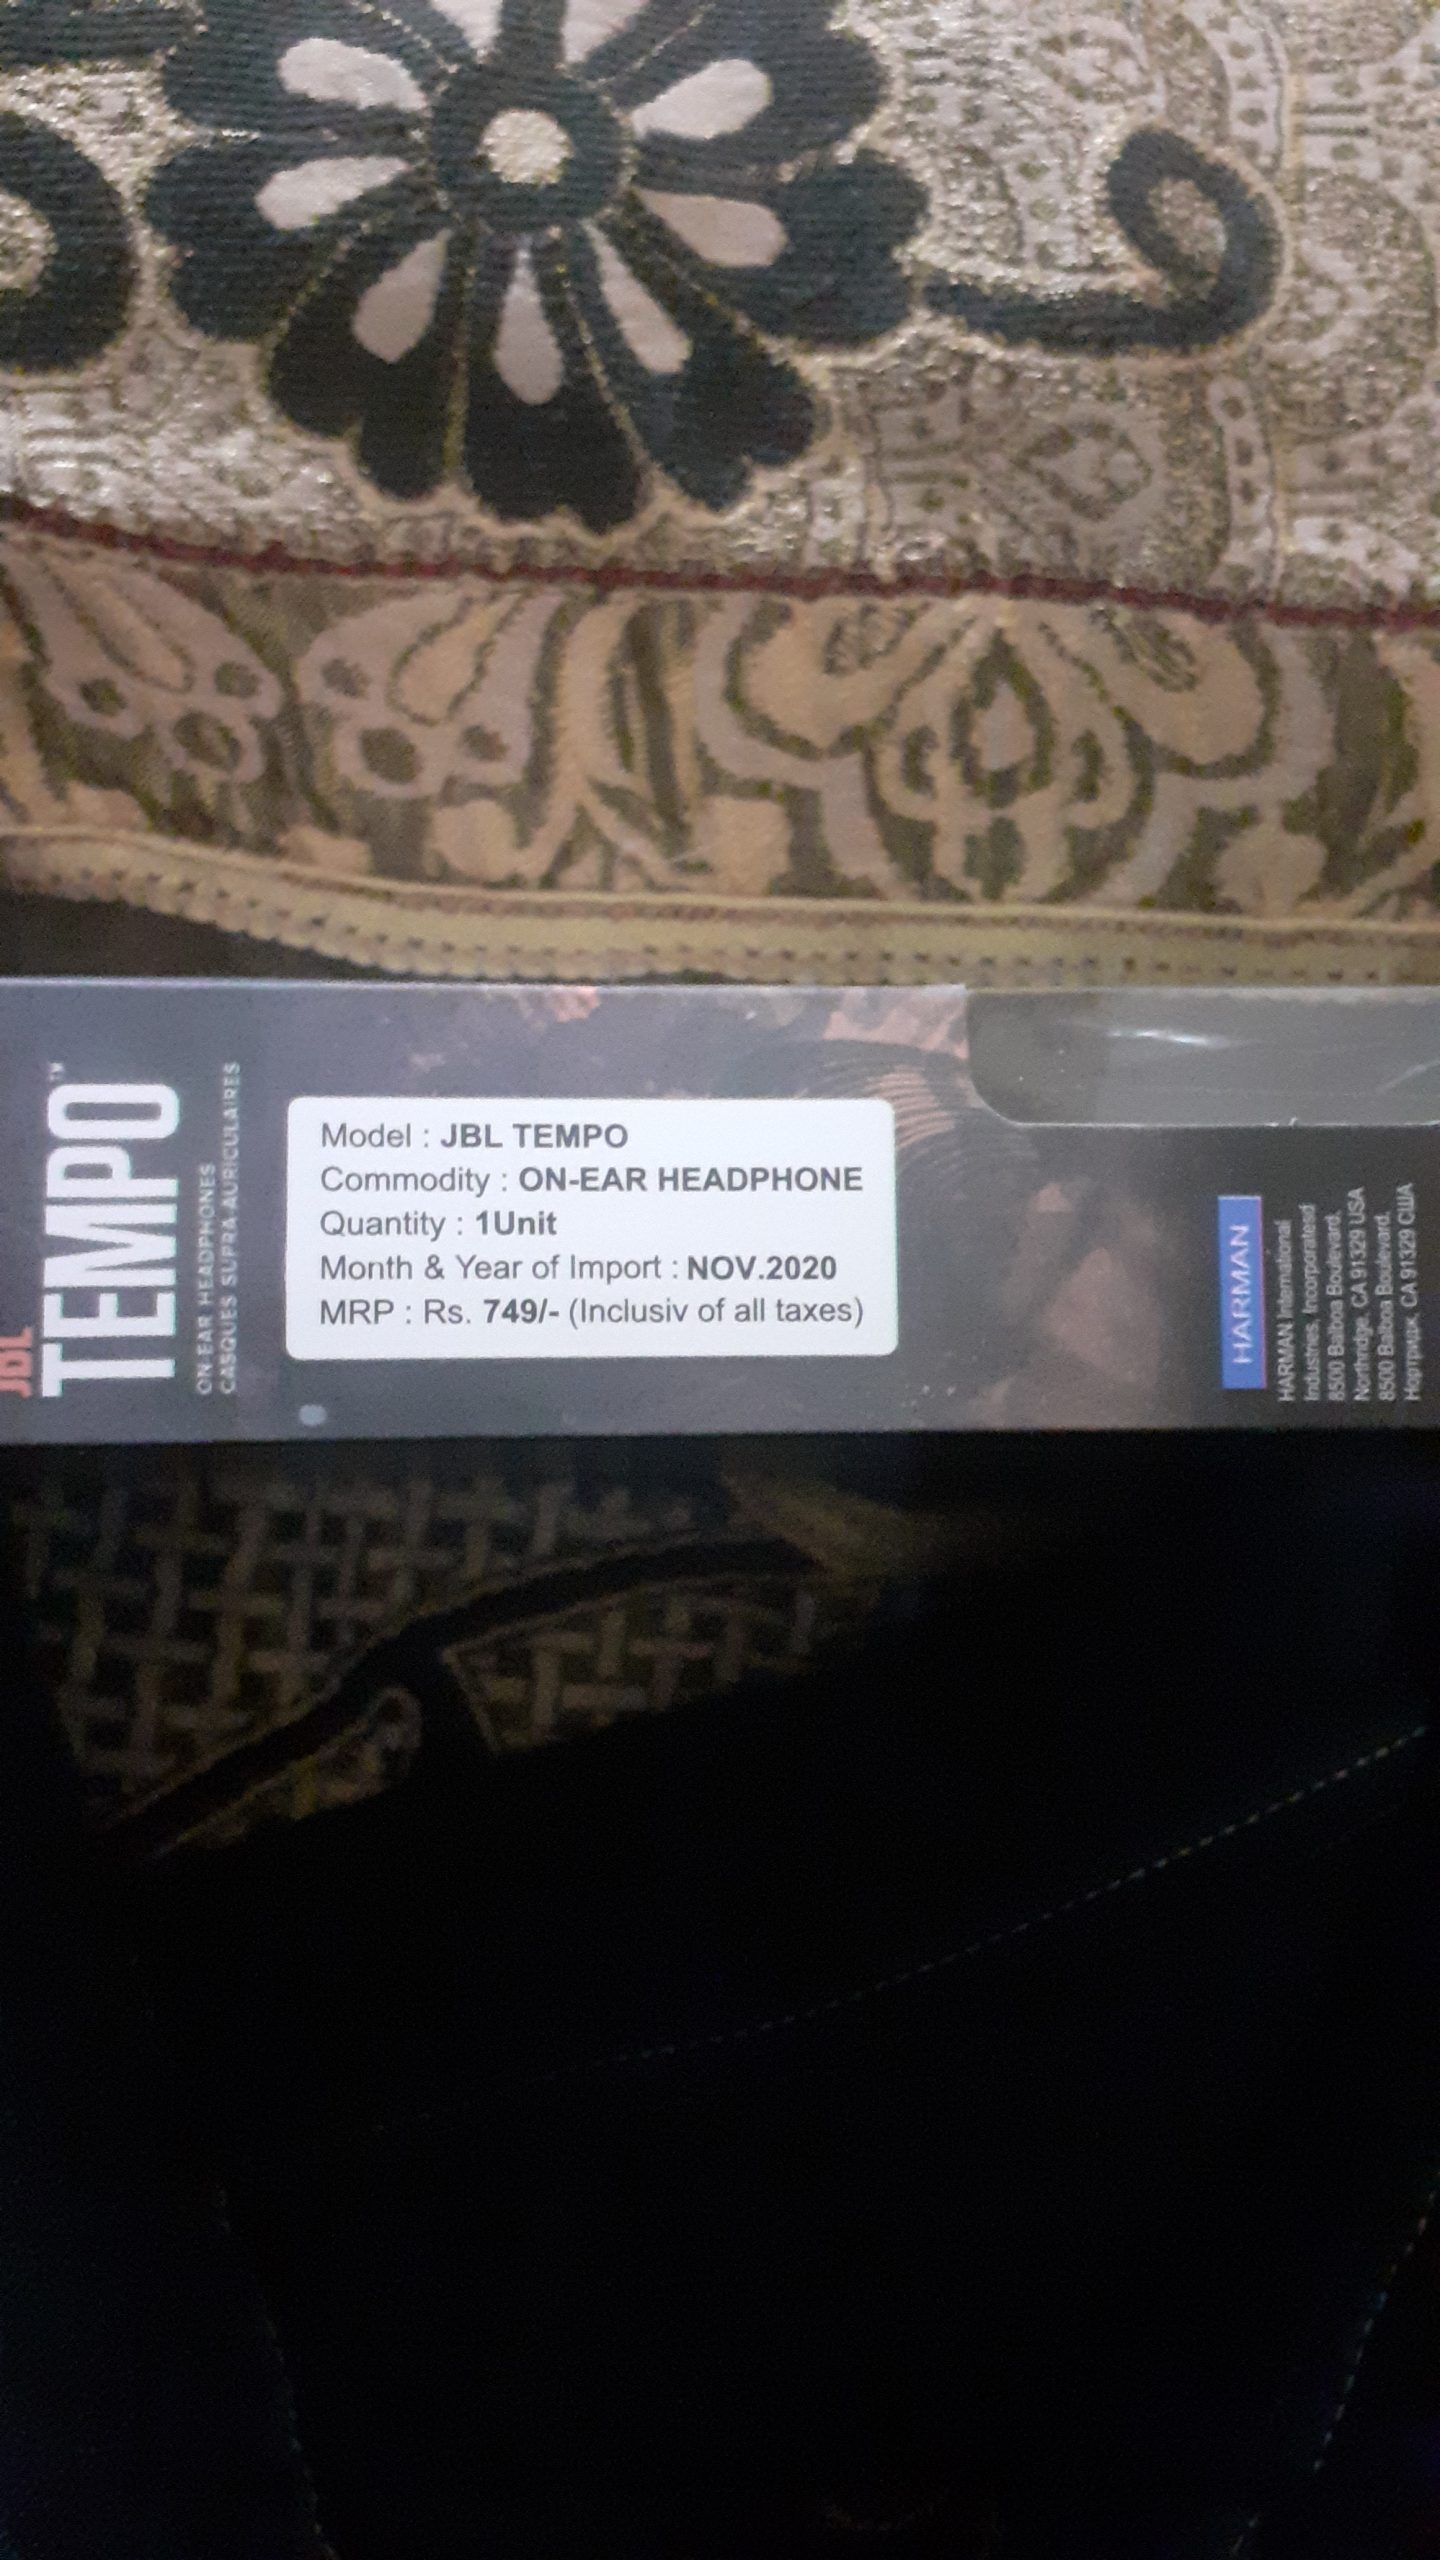 JBL
TEMPO™
ON-EAR HEADPHONES
CASQUES SUPRA-AURICULAIRES
Model : JBL TEMPO
Commodity : ON-EAR HEADPHONE
Quantity : 1Unit
Month & Year of Import : NOV.2020
MRP : Rs. 749/- (Inclusiv of all taxes)
HARMAN
HARMAN International
Industries, Incorporated
8500 Balboa Boulevard,
Northridge, CA 91329 USA
8500 Balboa Boulevard,
Нортридж, CA 91329 США